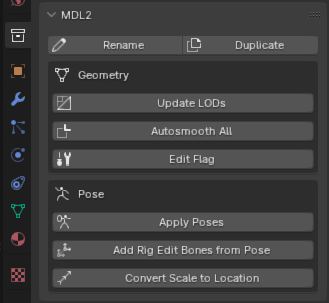 MDL2
Rename Duplicate
Geometry
Update LODs
Autosmooth All
Edit Flag
Pose
Apply Poses
Add Rig Edit Bones from Pose
Convert Scale to Location